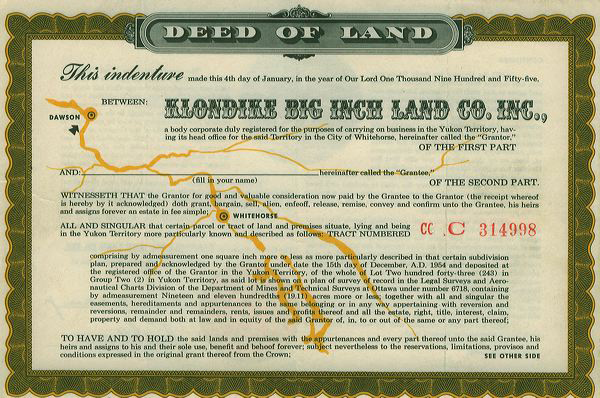 DEED OF LAND
This indenture made this 4th day of January, in the year of Our Lord One Thousand Nine Hundred and Fifty-five.
BETWEEN: KLONDIKE BIG INCH LAND CO. INC.,
DAWSON
a body corporate duly registered for the purposes of carrying on business in the Yukon Territory, hav-
ing its head office for the said Territory in the City of Whitehorse, hereinafter called the "Grantor,"
OF THE FIRST PART
AND: hereinafter called the "Grantee,"
(fill in your name) OF THE SECOND PART.
WITNESSETH THAT the Grantor for good and valuable consideration now paid by the Grantee to the Grantor (the receipt whereof
is hereby by it acknowledged) doth grant, bargain, sell, alien, enfeoff, release, remise, convey and confirm unto the Grantee, his heirs
and assigns forever an estate in fee simple;
WHITEHORSE
ALL AND SINGULAR that certain parcel or tract of land and premises situate, lying and being
in the Yukon Territory more particularly known and described as follows: TRACT NUMBERED CC .C 314998
comprising by admeasurement one square inch more or less as more particularly described in that certain subdivision
plan, prepared and acknowledged by the Grantor under date the 15th day of December, A.D. 1954 and deposited at
the registered office of the Grantor in the Yukon Territory, of the whole of Lot Two hundred forty-three (243) in
Group Two (2) in Yukon Territory, as said lot is shown on a plan of survey of record in the Legal Surveys and Aero-
nautical Charts Division of the Department of Mines and Technical Surveys at Ottawa under number 6718, containing
by admeasurement Nineteen and eleven hundredths acres more or less together with all and singular the
easements, hereditaments and appurtenances to the same belonging or in any wise appertaining with reversion and
reversions, remainder and remainders, rents, issues and profits thereof and all the estate, right, title, interest, claim,
property and demand both at law and in equity of the said Grantor of, in, to or out of the same or any part thereof;
TO HAVE AND TO HOLD the said lands and premises with the appurtenances and every part thereof unto the said Grantee, his
heirs and assigns to his and their sole use, benefit and behoof forever; subject nevertheless to the reservations, limitations, provisos and
conditions expressed in the original grant thereof from the Crown;
SEE OTHER SIDE